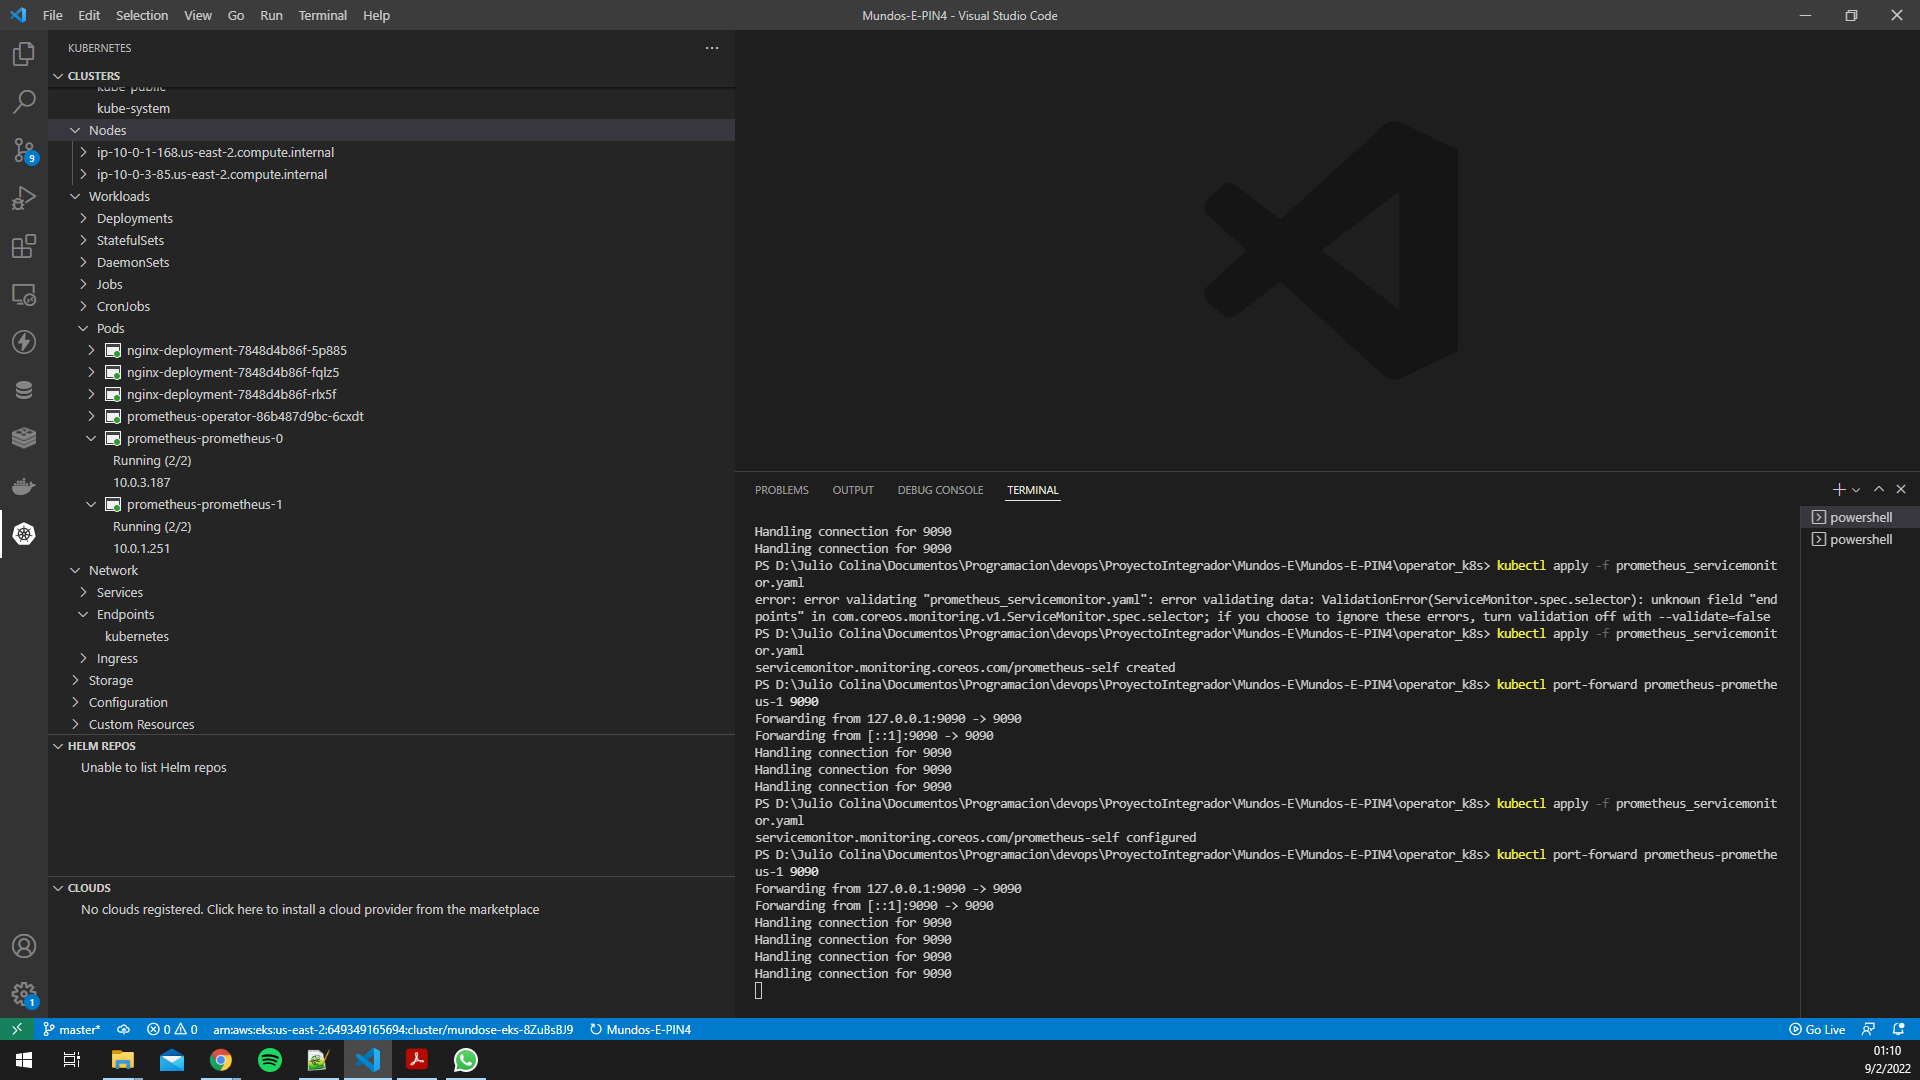 File Edit Selection View Go Run Terminal Help
Mundos-E-PIN4 - Visual Studio Code
KUBERNETES
CLUSTERS
kube-public
kube-system
Nodes
ip-10-0-1-168.us-east-2.compute.internal
ip-10-0-3-85.us-east-2.compute.internal
Workloads
Deployments
StatefulSets
DaemonSets
Jobs
CronJobs
Pods
nginx-deployment-7848d4b86f-5p885
nginx-deployment-7848d4b86f-fqlz5
nginx-deployment-7848d4b86f-rlx5f
prometheus-operator-86b487d9bc-6cxdt
prometheus-prometheus-0
Running (2/2)
10.0.3.187
prometheus-prometheus-1
Running (2/2)
10.0.1.251
Network
Services
Endpoints
kubernetes
Ingress
Storage
Configuration
Custom Resources
HELM REPOS
Unable to list Helm repos
CLOUDS
No clouds registered. Click here to install a cloud provider from the marketplace
9
1
PROBLEMS OUTPUT DEBUG CONSOLE TERMINAL
Handling connection for 9090
Handling connection for 9090
PS D:\Julio Colina\Documentos\Programacion\devops\ProyectoIntegrador\Mundos-E\Mundos-E-PIN4\operator_k8s> kubectl apply -f prometheus_servicemonit
or.yaml
error: error validating "prometheus_servicemonitor.yaml": error validating data: ValidationError(ServiceMonitor.spec.selector): unknown field "end
points" in com.coreos.monitoring.v1.ServiceMonitor.spec.selector; if you choose to ignore these errors, turn validation off with --validate=false
PS D:\Julio Colina\Documentos\Programacion\devops\ProyectoIntegrador\Mundos-E\Mundos-E-PIN4\operator_k8s> kubectl apply -f prometheus_servicemonit
or.yaml
servicemonitor.monitoring.coreos.com/prometheus-self created
PS D:\Julio Colina\Documentos\Programacion\devops\ProyectoIntegrador\Mundos-E\Mundos-E-PIN4\operator_k8s> kubectl port-forward prometheus-promethe
us-1 9090
Forwarding from 127.0.0.1:9090 -> 9090
Forwarding from [::1]:9090 -> 9090
Handling connection for 9090
Handling connection for 9090
Handling connection for 9090
PS D:\Julio Colina\Documentos\Programacion\devops\ProyectoIntegrador\Mundos-E\Mundos-E-PIN4\operator_k8s> kubectl apply -f prometheus_servicemonit
or.yaml
servicemonitor.monitoring.coreos.com/prometheus-self configured
PS D:\Julio Colina\Documentos\Programacion\devops\ProyectoIntegrador\Mundos-E\Mundos-E-PIN4\operator_k8s> kubectl port-forward prometheus-promethe
us-1 9090
Forwarding from 127.0.0.1:9090 -> 9090
Forwarding from [::1]:9090 -> 9090
Handling connection for 9090
Handling connection for 9090
Handling connection for 9090
Handling connection for 9090
powershell
powershell
master* 0 0 arn:aws:eks:us-east-2:649349165694:cluster/mundose-eks-8ZuBsBJ9 Mundos-E-PIN4 Go Live
01:10
9/2/2022